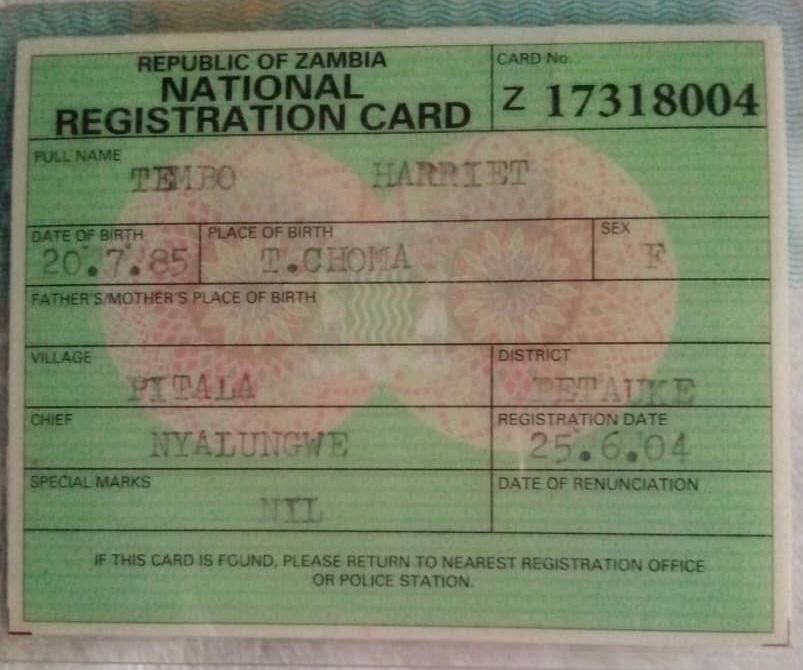 REPUBLIC OF ZAMBIA
NATIONAL
REGISTRATION CARD
CARD No.
Z 17318004
FULL NAME
TEMBO HARRIET
DATE OF BIRTH
20.7.85
PLACE OF BIRTH
T.CHOMA
SEX
F
FATHER'S/MOTHER'S PLACE OF BIRTH
VILLAGE
PITALA
DISTRICT
PETAUKE
CHIEF
NYALUNGWE
REGISTRATION DATE
25.6.04
SPECIAL MARKS
NIL
DATE OF RENUNCIATION
IF THIS CARD IS FOUND, PLEASE RETURN TO NEAREST REGISTRATION OFFICE
OR POLICE STATION.